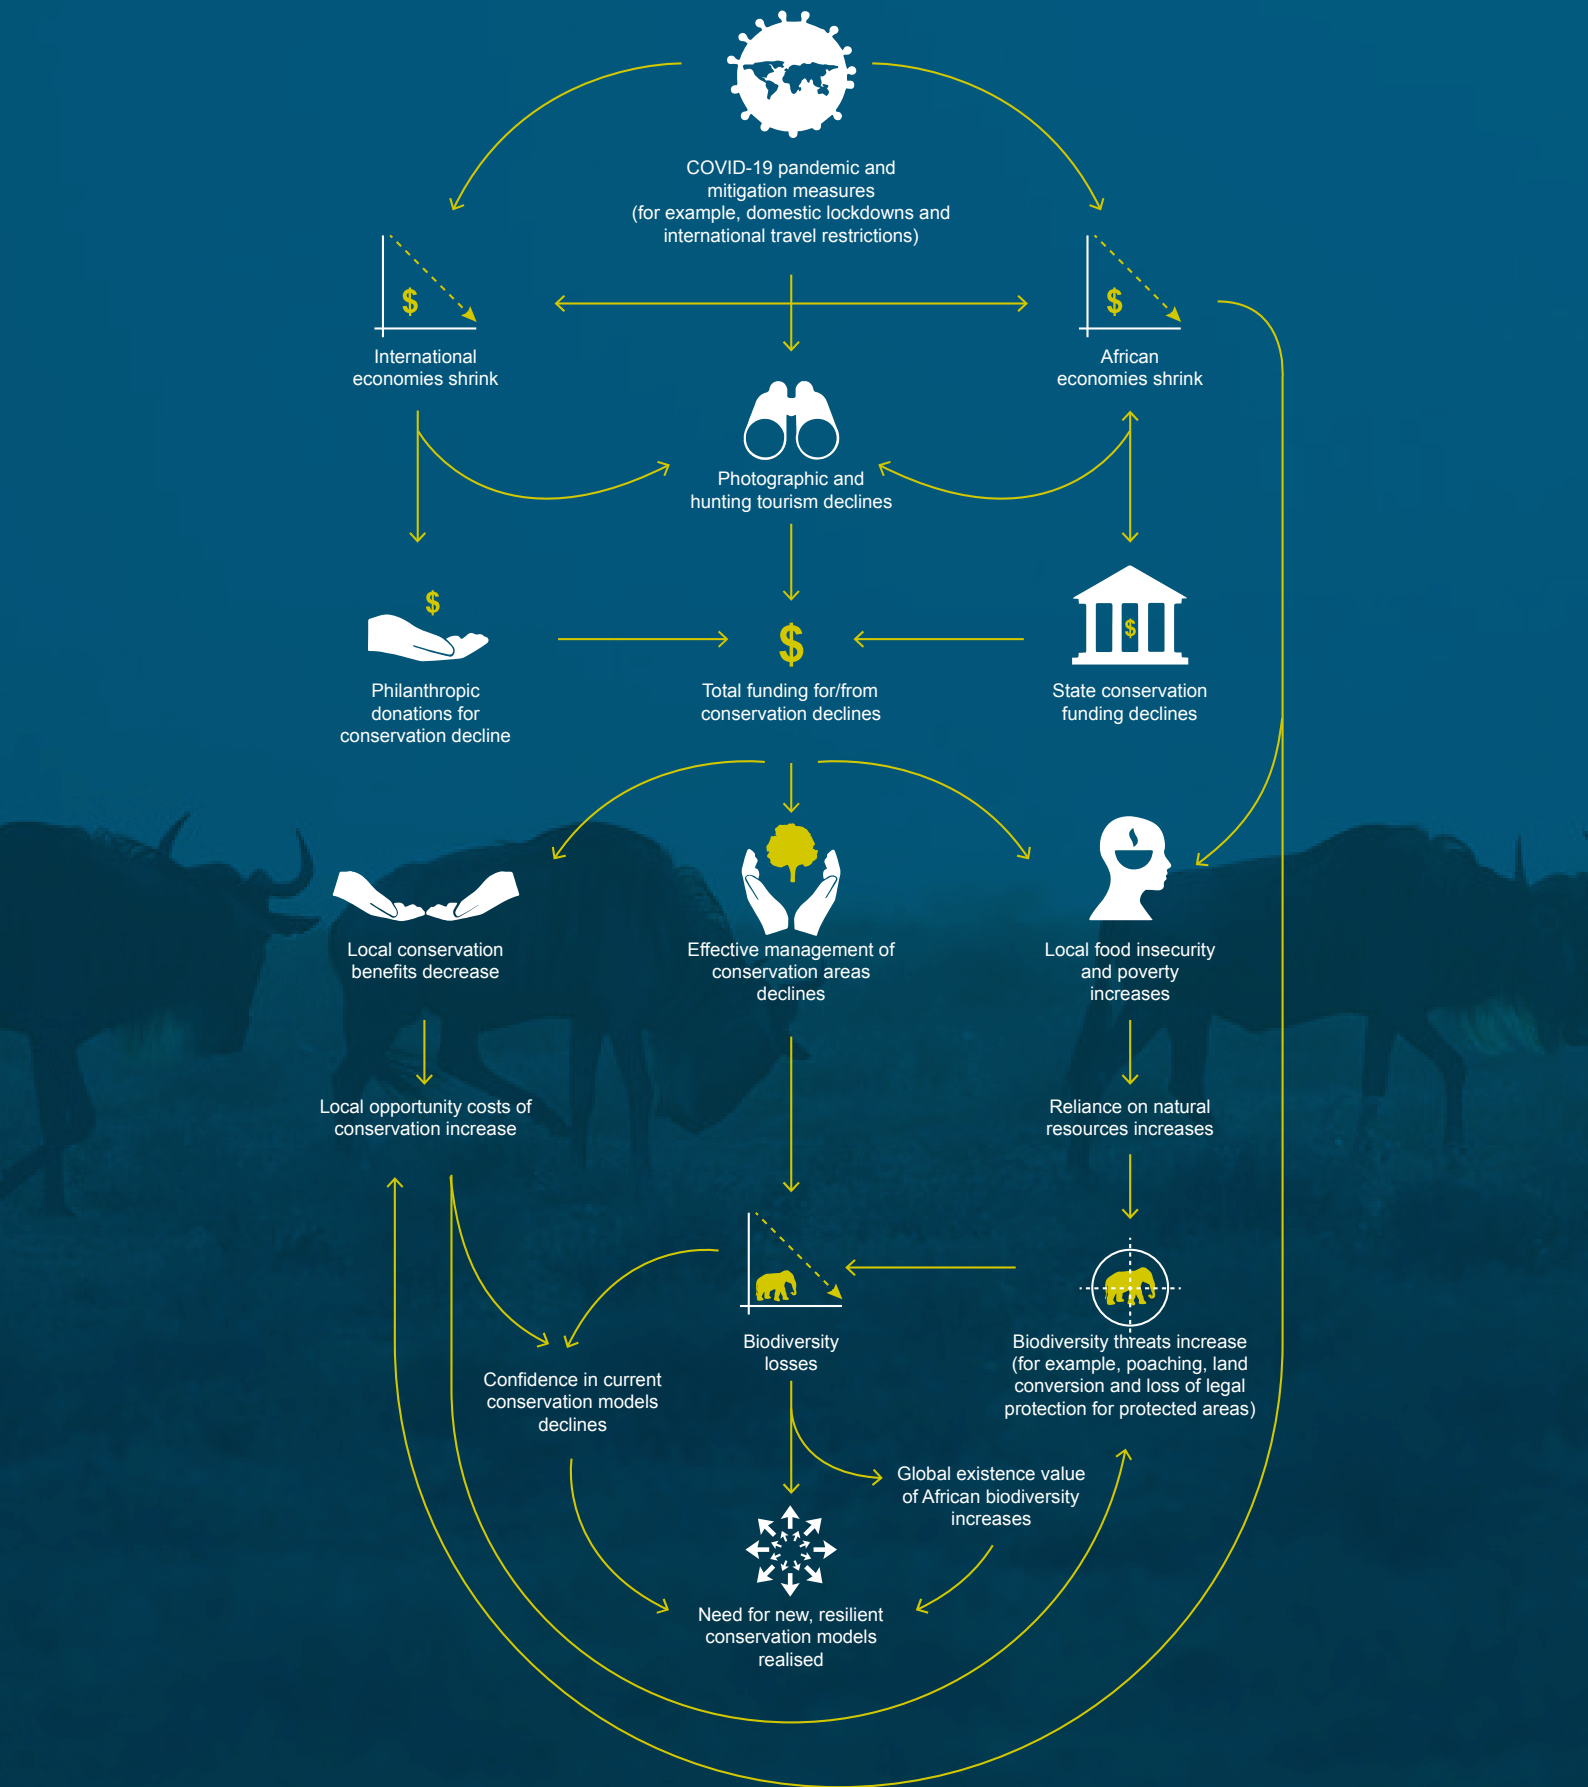 COVID-19 pandemic and
mitigation measures
(for example, domestic lockdowns and
international travel restrictions)
$
International
economies shrink
$
African
economies shrink
Photographic and
hunting tourism declines
$
Philanthropic
donations for
conservation decline
$
Total funding for/from
conservation declines
$
State conservation
funding declines
Local conservation
benefits decrease
Effective management of
conservation areas
declines
Local food insecurity
and poverty
increases
Local opportunity costs of
conservation increase
Reliance on natural
resources increases
Biodiversity
losses
Biodiversity threats increase
(for example, poaching, land
conversion and loss of legal
protection for protected areas)
Confidence in current
conservation models
declines
Global existence value
of African biodiversity
increases
Need for new, resilient
conservation models
realised